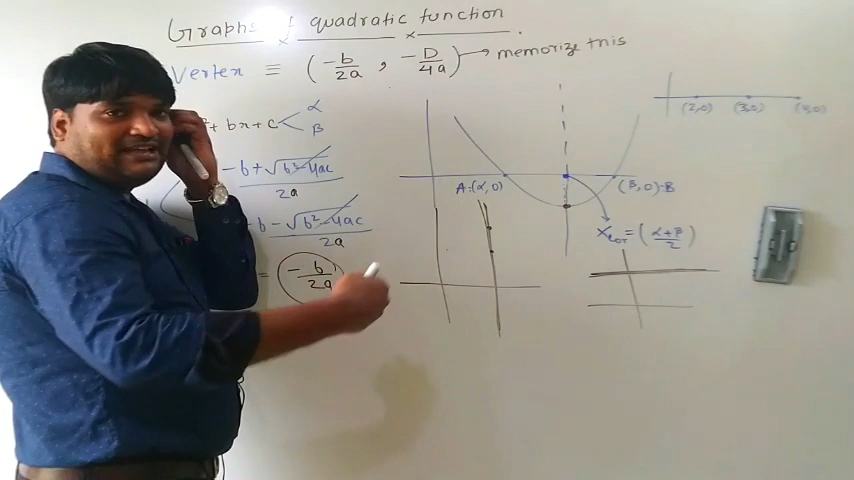 Graphs of quadratic function
Vertex ≡ (-b/2a , -D/4a) → memorize this
² + bx + c < α β
-b + √b²-4ac / 2a
b - √b²-4ac / 2a
= -b/2a
A:(α,0)
(β,0):B
= (α+β/2)
(2,0) (3,0) (4,0)